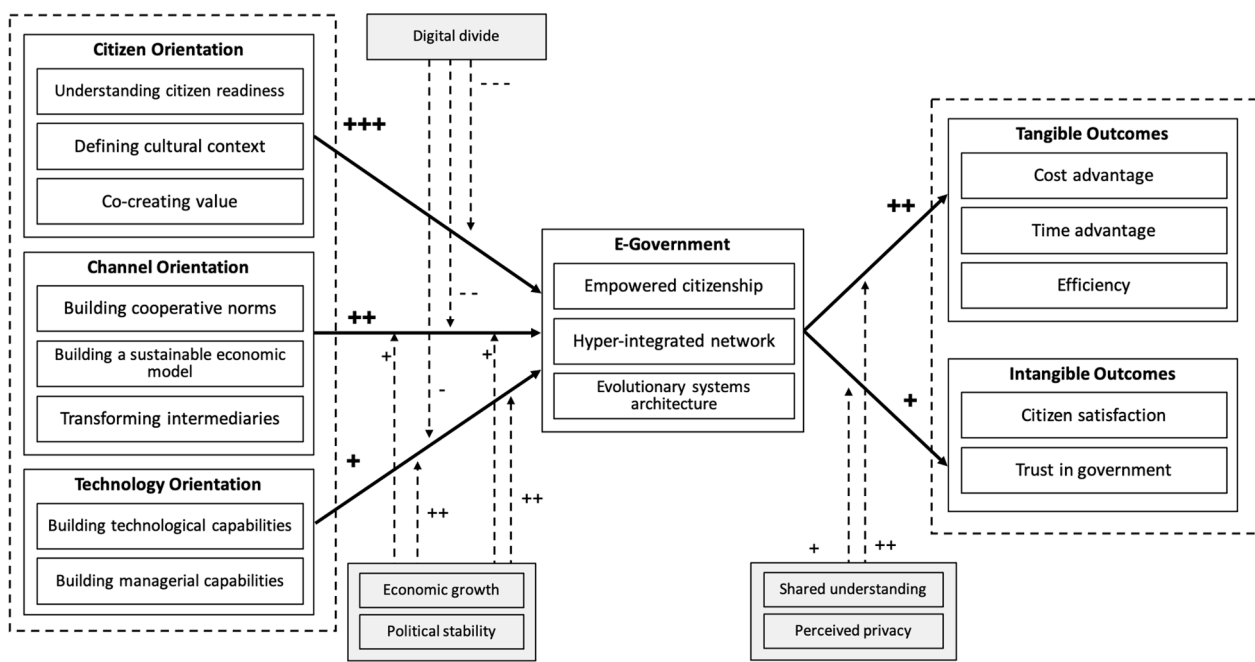 Citizen Orientation
Understanding citizen readiness
Defining cultural context
Co-creating value
Channel Orientation
Building cooperative norms
Building a sustainable economic
model
Transforming intermediaries
Technology Orientation
Building technological capabilities
Building managerial capabilities
Digital divide
- - -
+++
- -
++
+
+
-
+
++
++
Economic growth
Political stability
E-Government
Empowered citizenship
Hyper-integrated network
Evolutionary systems
architecture
++
+
+
++
Shared understanding
Perceived privacy
Tangible Outcomes
Cost advantage
Time advantage
Efficiency
Intangible Outcomes
Citizen satisfaction
Trust in government